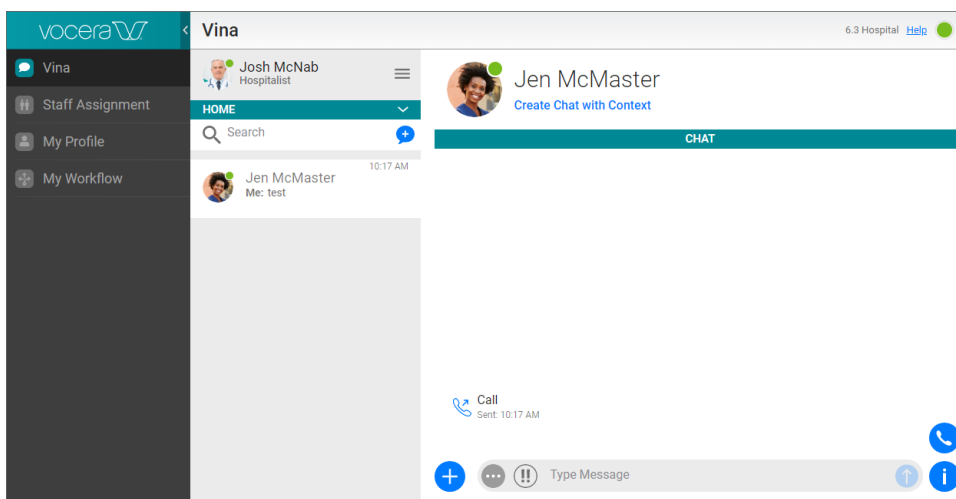 vocera
Vina
6.3 Hospital Help
Vina
Staff Assignment
My Profile
My Workflow
Josh McNab
Hospitalist
HOME
Search
10:17 AM
Jen McMaster
Me: test
Jen McMaster
Create Chat with Context
CHAT
Call
Sent: 10:17 AM
Type Message